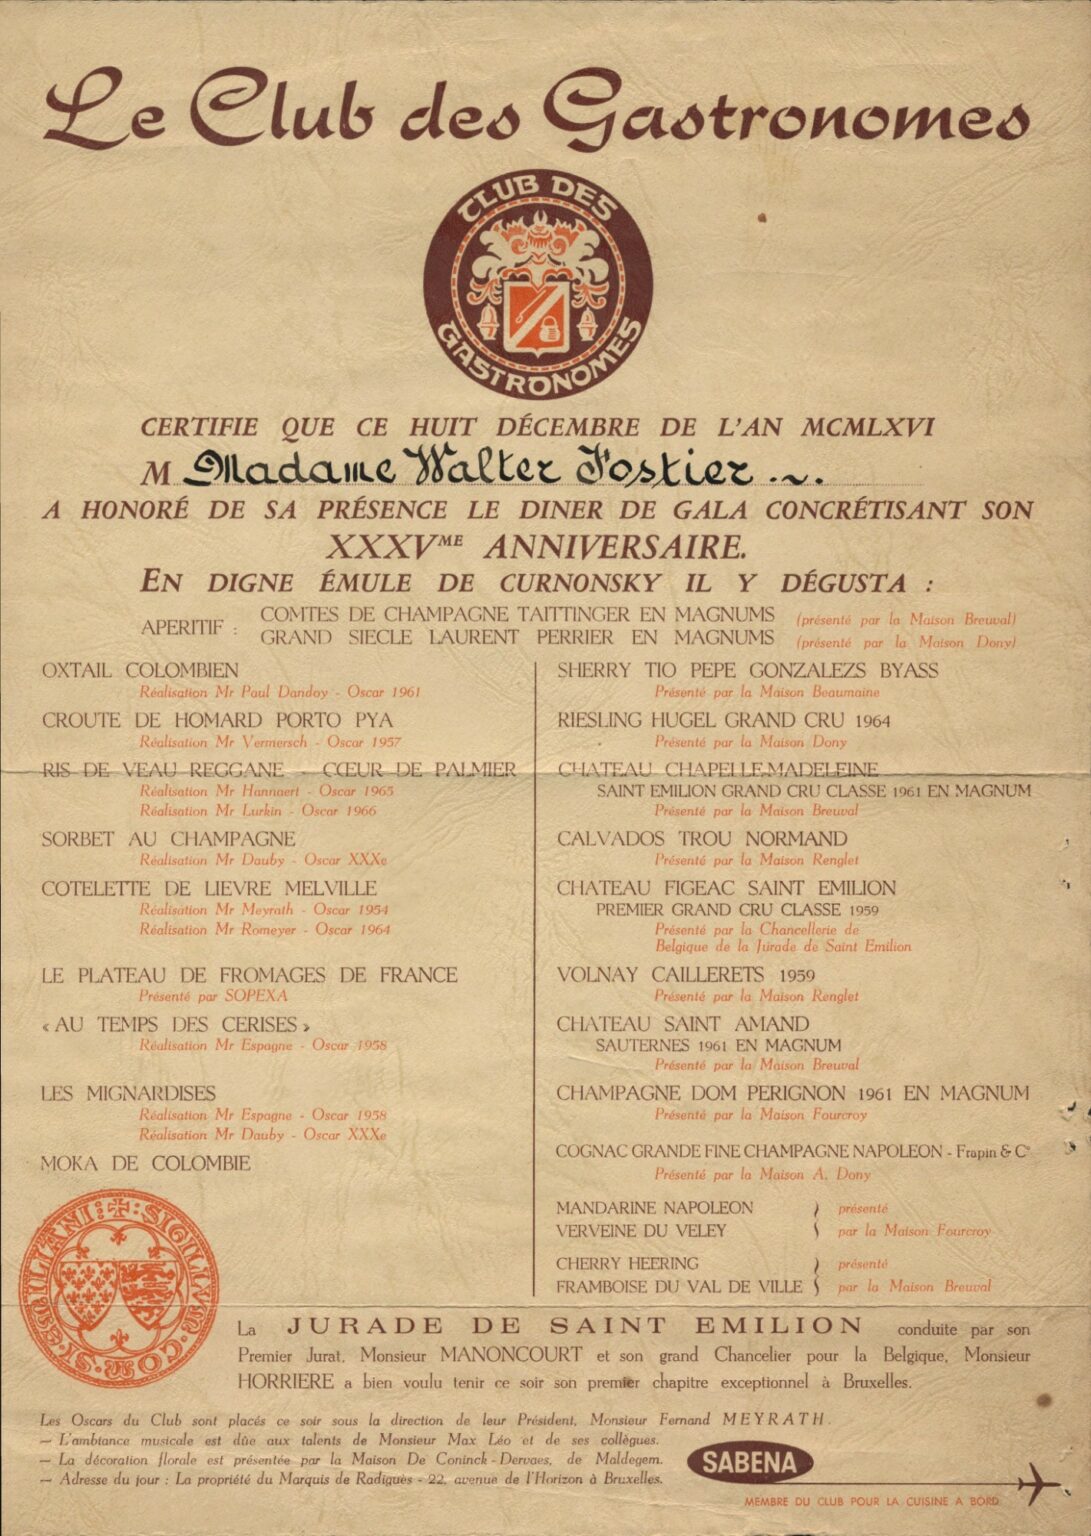 Le Club des Gastronomes
CLUB DES
GASTRONOMES
CERTIFIE QUE CE HUIT DÉCEMBRE DE L'AN MCMLXVI
M Madame Walter Fostier .~.
A HONORÉ DE SA PRÉSENCE LE DINER DE GALA CONCRÉTISANT SON
XXXVME ANNIVERSAIRE.
EN DIGNE ÉMULE DE CURNONSKY IL Y DÉGUSTA :
APERITIF :
COMTES DE CHAMPAGNE TAITTINGER EN MAGNUMS (présenté par la Maison Breuval)
GRAND SIECLE LAURENT PERRIER EN MAGNUMS (présenté par la Maison Dony)
OXTAIL COLOMBIEN
Réalisation Mr Paul Dandoy - Oscar 1961
CROUTE DE HOMARD PORTO PYA
Réalisation Mr Vermersch - Oscar 1957
RIS DE VEAU REGGANE - CŒUR DE PALMIER
Réalisation Mr Hannaert - Oscar 1965
Réalisation Mr Lurkin - Oscar 1966
SORBET AU CHAMPAGNE
Réalisation Mr Dauby - Oscar XXXe
COTELETTE DE LIEVRE MELVILLE
Réalisation Mr Meyrath - Oscar 1954
Réalisation Mr Romeyer - Oscar 1964
LE PLATEAU DE FROMAGES DE FRANCE
Présenté par SOPEXA
« AU TEMPS DES CERISES »
Réalisation Mr Espagne - Oscar 1958
LES MIGNARDISES
Réalisation Mr Espagne - Oscar 1958
Réalisation Mr Dauby - Oscar XXXe
MOKA DE COLOMBIE
SHERRY TIO PEPE GONZALEZS BYASS
Présenté par la Maison Beaumaine
RIESLING HUGEL GRAND CRU 1964
Présenté par la Maison Dony
CHATEAU CHAPELLE.MADELEINE
SAINT EMILION GRAND CRU CLASSE 1961 EN MAGNUM
Présenté par la Maison Breuval
CALVADOS TROU NORMAND
Présenté par la Maison Renglet
CHATEAU FIGEAC SAINT EMILION
PREMIER GRAND CRU CLASSE 1959
Présenté par la Chancellerie de
Belgique de la Jurade de Saint Emilion
VOLNAY CAILLERETS 1959
Présenté par la Maison Renglet
CHATEAU SAINT AMAND
SAUTERNES 1961 EN MAGNUM
Présenté par la Maison Breuval
CHAMPAGNE DOM PERIGNON 1961 EN MAGNUM
Présenté par la Maison Fourcroy
COGNAC GRANDE FINE CHAMPAGNE NAPOLEON - Frapin & Co
Présenté par la Maison A. Dony
MANDARINE NAPOLEON } présenté
VERVEINE DU VELEY } par la Maison Fourcroy
CHERRY HEERING } présenté
FRAMBOISE DU VAL DE VILLE } par la Maison Breuval
La JURADE DE SAINT EMILION conduite par son
Premier Jurat, Monsieur MANONCOURT et son grand Chancelier pour la Belgique, Monsieur
HORRIERE a bien voulu tenir ce soir son premier chapitre exceptionnel à Bruxelles.
Les Oscars du Club sont placés ce soir sous la direction de leur Président, Monsieur Fernand MEYRATH.
— L'ambiance musicale est dûe aux talents de Monsieur Max Léo et de ses collègues.
— La décoration florale est présentée par la Maison De Coninck-Dervaes, de Maldegem.
— Adresse du jour : La propriété du Marquis de Radiguès - 22, avenue de l'Horizon à Bruxelles.
SABENA
MEMBRE DU CLUB POUR LA CUISINE A BORD